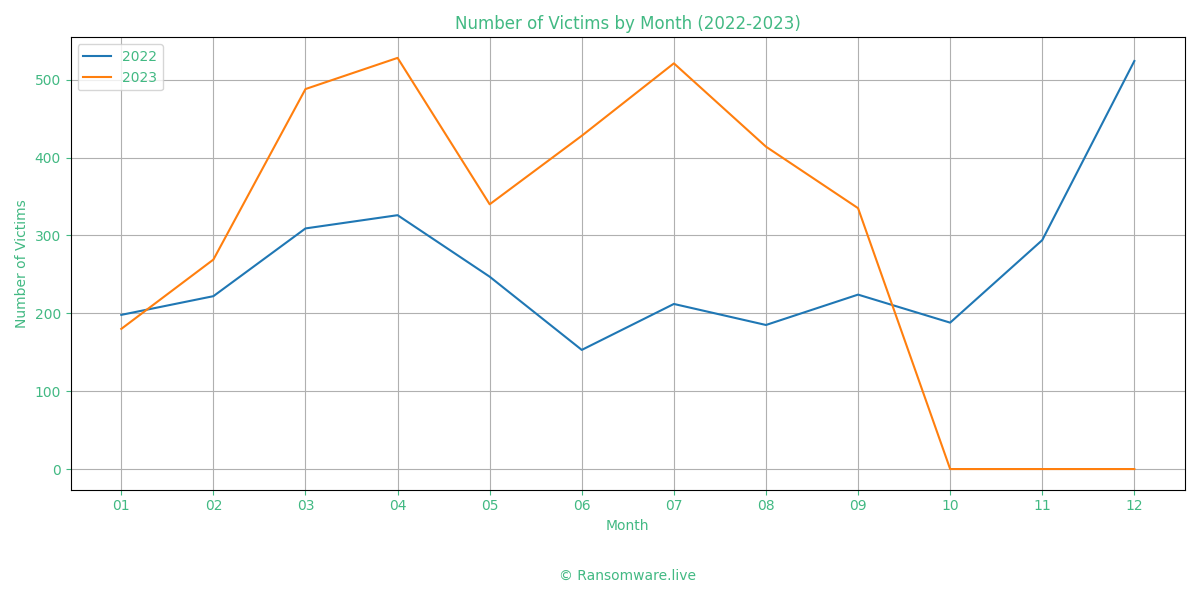 Number of Victims by Month (2022-2023)
2022
2023
Number of Victims
500
400
300
200
100
0
01 02 03 04 05 06 07 08 09 10 11 12
Month
© Ransomware.live